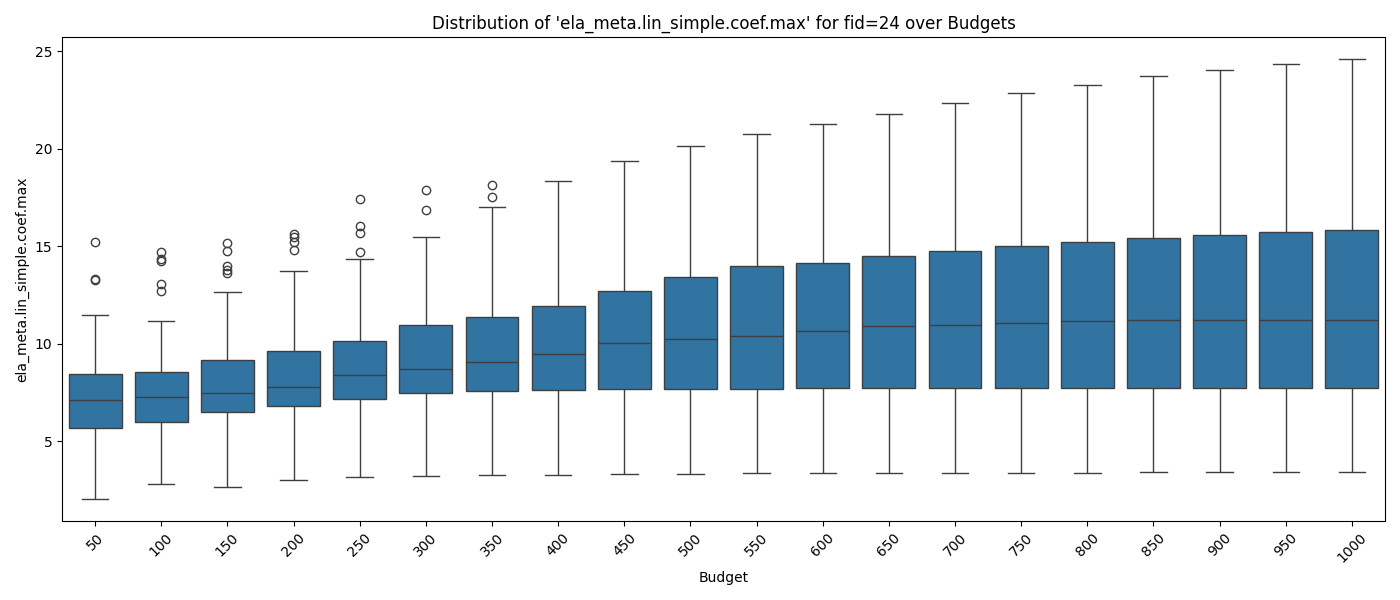 Distribution of 'ela_meta.lin_simple.coef.max' for fid=24 over Budgets
ela_meta.lin_simple.coef.max
25
20
15
10
5
50 100 150 200 250 300 350 400 450 500 550 600 650 700 750 800 850 900 950 1000
Budget